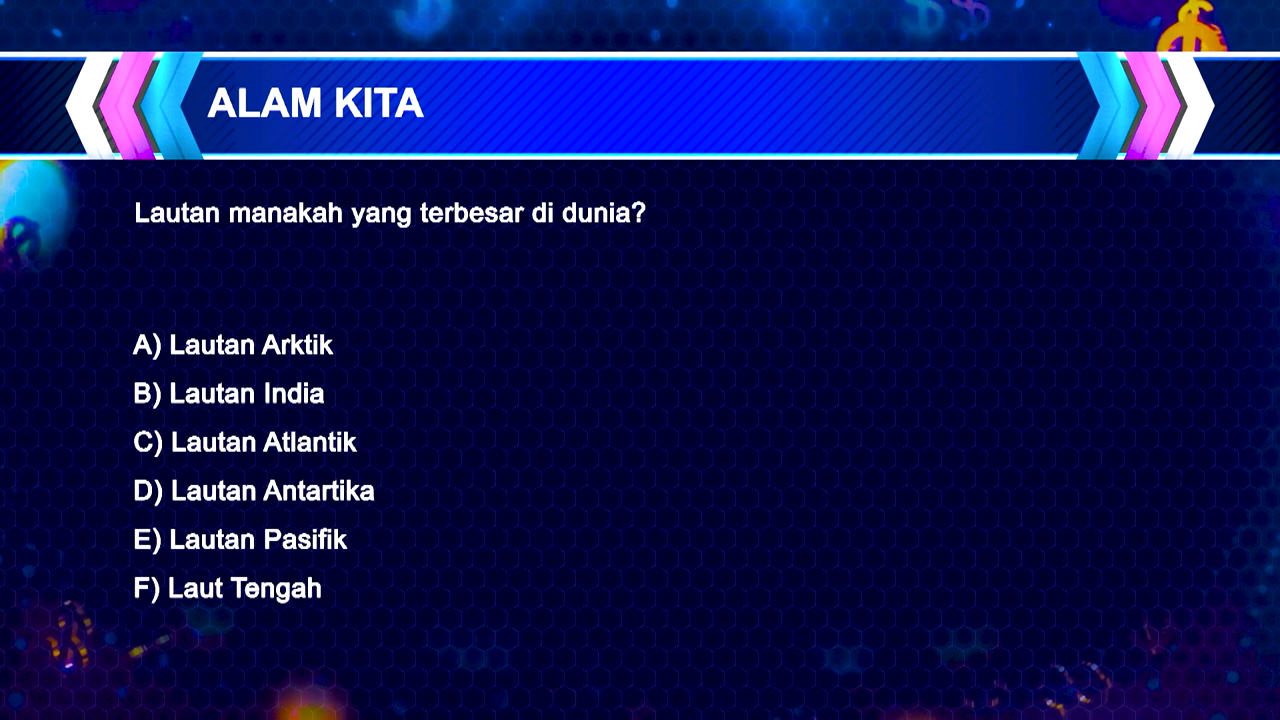 ALAM KITA
Lautan manakah yang terbesar di dunia?
A) Lautan Arktik
B) Lautan India
C) Lautan Atlantik
D) Lautan Antartika
E) Lautan Pasifik
F) Laut Tengah